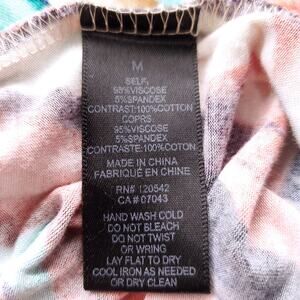 M
SELF:
95%VISCOSE
5%SPANDEX
CONTRAST:100%COTTON
COPRS:
95%VISCOSE
5%SPANDEX
CONTRASTE:100%COTON
MADE IN CHINA
FABRIQUÉ EN CHINE
RN# 120542
CA# 07043
HAND WASH COLD
DO NOT BLEACH
DO NOT TWIST
OR WRING
LAY FLAT TO DRY
COOL IRON AS NEEDED
OR DRY CLEAN